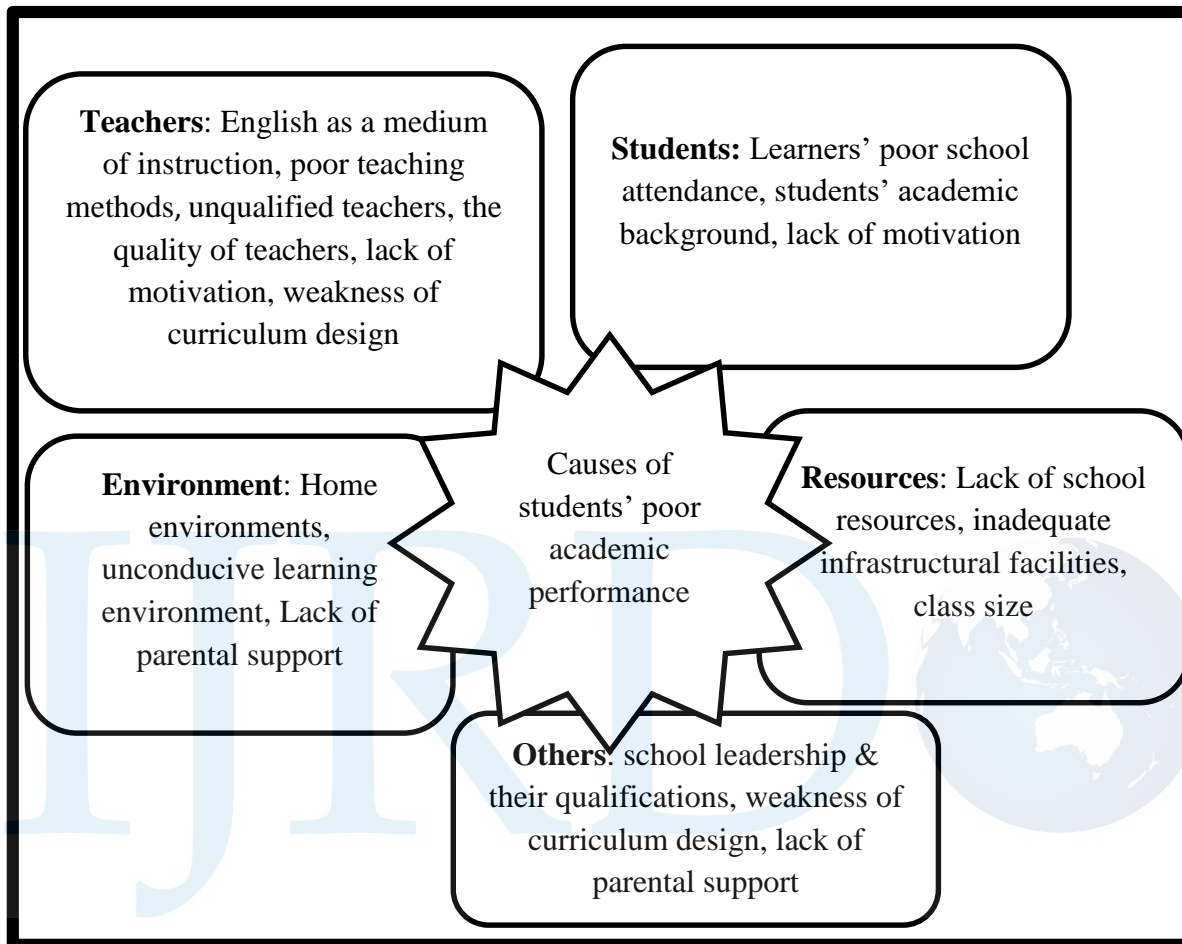 Teachers: English as a medium
of instruction, poor teaching
methods, unqualified teachers, the
quality of teachers, lack of
motivation, weakness of
curriculum design
Students: Learners’ poor school
attendance, students’ academic
background, lack of motivation
Causes of
students’ poor
academic
performance
Environment: Home
environments,
unconducive learning
environment, Lack of
parental support
Resources: Lack of school
resources, inadequate
infrastructural facilities,
class size
Others: school leadership &
their qualifications, weakness of
curriculum design, lack of
parental support
IJRD